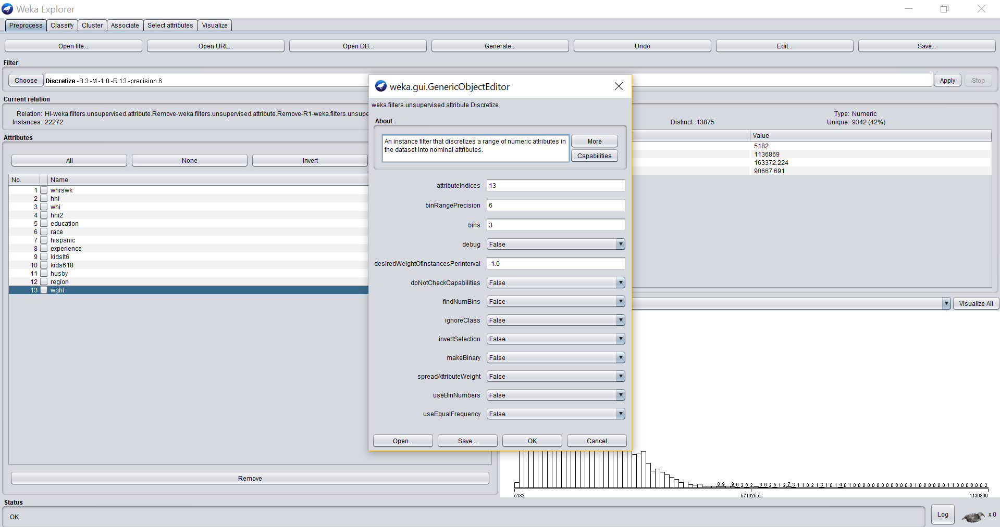 Weka Explorer
Preprocess Classify Cluster Associate Select attributes Visualize
Open file... Open URL... Open DB... Generate... Undo Edit... Save...
Filter
Choose Discretize -B 3 -M -1.0 -R 13 -precision 6 Apply Stop
Current relation
Relation: HI-weka.filters.unsupervised.attribute.Remove-weka.filters.unsupervised.attribute.Remove-R1-weka.filters.unsupe
Instances: 22272
Type: Numeric
Distinct: 13875 Unique: 9342 (42%)
Value
5182
1136869
163372.224
90667.691
Attributes
All None Invert
No. Name
1 whrswk
2 hhi
3 whi
4 hhi2
5 education
6 race
7 hispanic
8 experience
9 kidslt6
10 kids618
11 husby
12 region
13 wght
Remove
weka.gui.GenericObjectEditor
weka.filters.unsupervised.attribute.Discretize
About
An instance filter that discretizes a range of numeric attributes in
the dataset into nominal attributes.
More
Capabilities
attributeIndices 13
binRangePrecision 6
bins 3
debug False
desiredWeightOfInstancesPerInterval -1.0
doNotCheckCapabilities False
findNumBins False
ignoreClass False
invertSelection False
makeBinary False
spreadAttributeWeight False
useBinNumbers False
useEqualFrequency False
Open... Save... OK Cancel
Visualize All
5182 571025.5 1136869
Status
OK
Log x 0